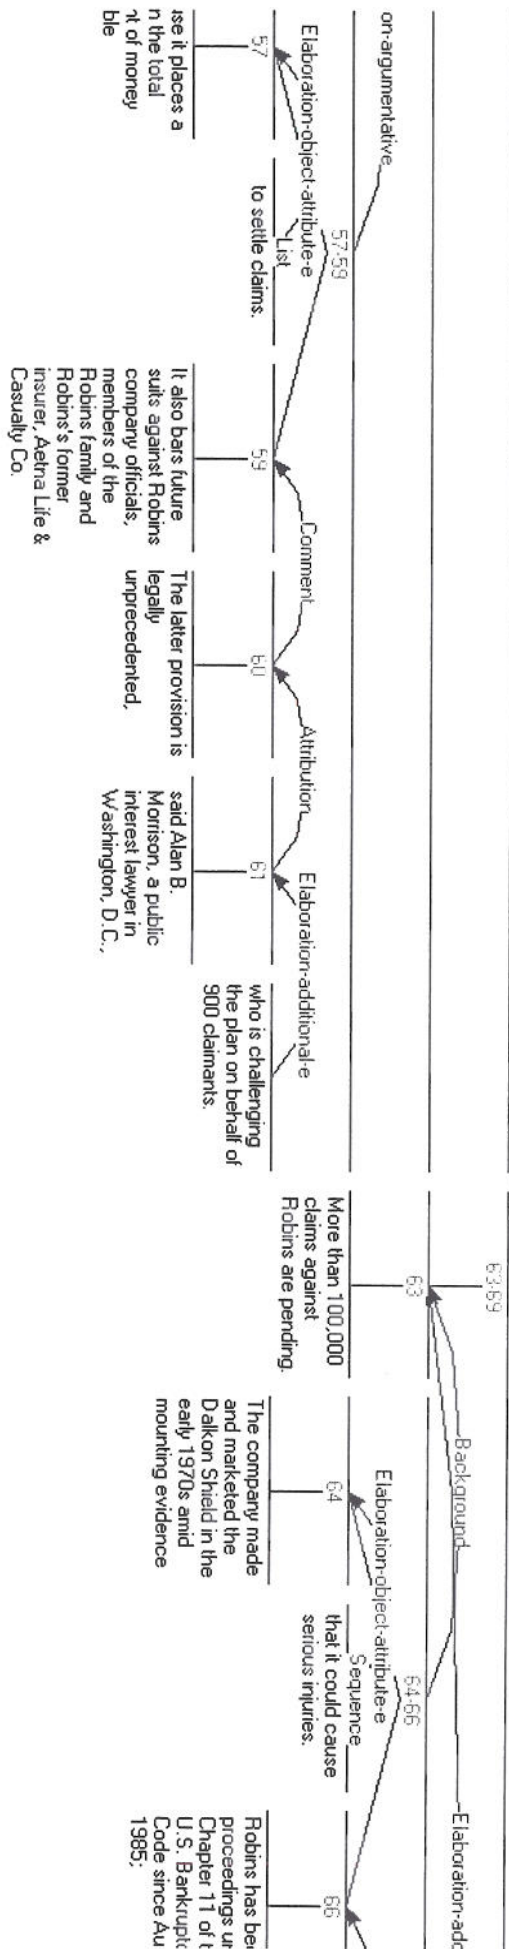 on-argumentative
Elaboration-object-attribute-e
57-59
57
List
to settle claims.
n the total
nt of money
ble
59
It also bars future
suits against Robins
company officials,
members of the
Robins family and
Robins's former
insurer, Aetna Life &
Casualty Co.
Comment
60
The latter provision is
legally
unprecedented,
Attribution
61
said Alan B.
Morrison, a public
interest lawyer in
Washington, D.C.,
Elaboration-additional-e
who is challenging
the plan on behalf of
900 claimants.
63-69
63
More than 100,000
claims against
Robins are pending.
Background
Elaboration-add
64-66
64
The company made
and marketed the
Dalkon Shield in the
early 1970s amid
mounting evidence
Elaboration-object-attribute-e
Sequence
that it could cause
serious injuries.
66
Robins has bee
proceedings un
Chapter 11 of t
U.S. Bankruptc
Code since Au
1985;